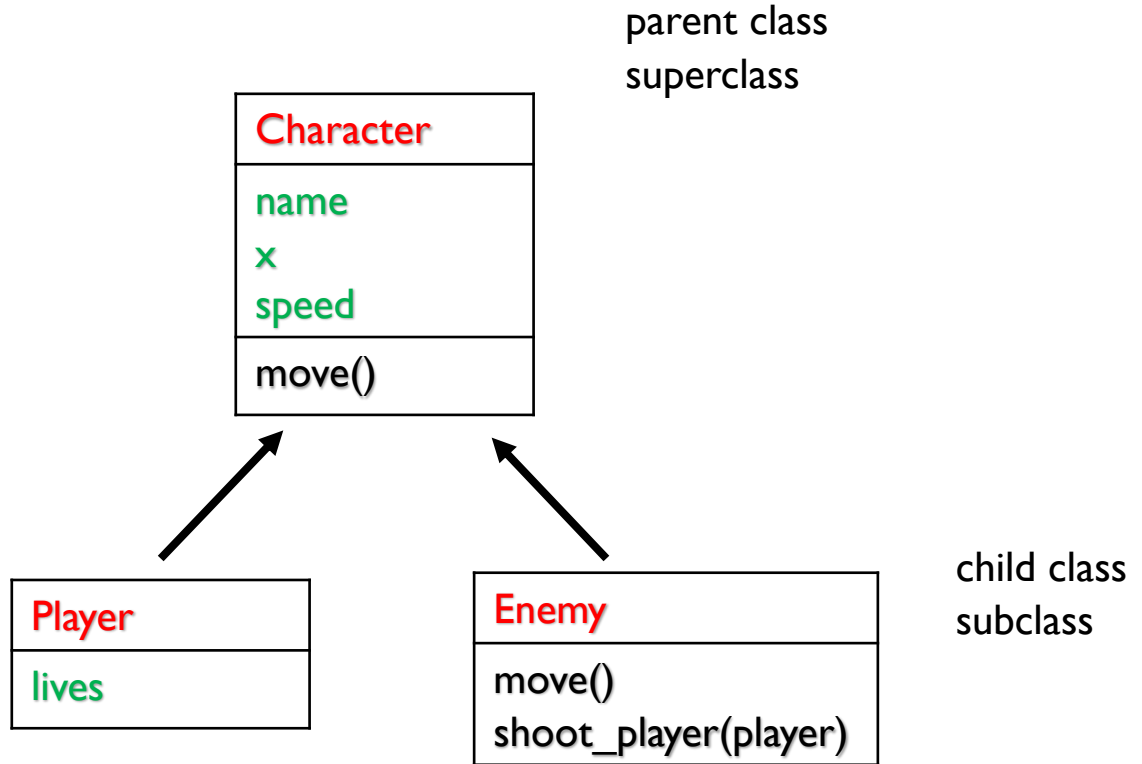 parent class
superclass
Character
name
x
speed
move()
Player
lives
Enemy
move()
shoot_player(player)
child class
subclass